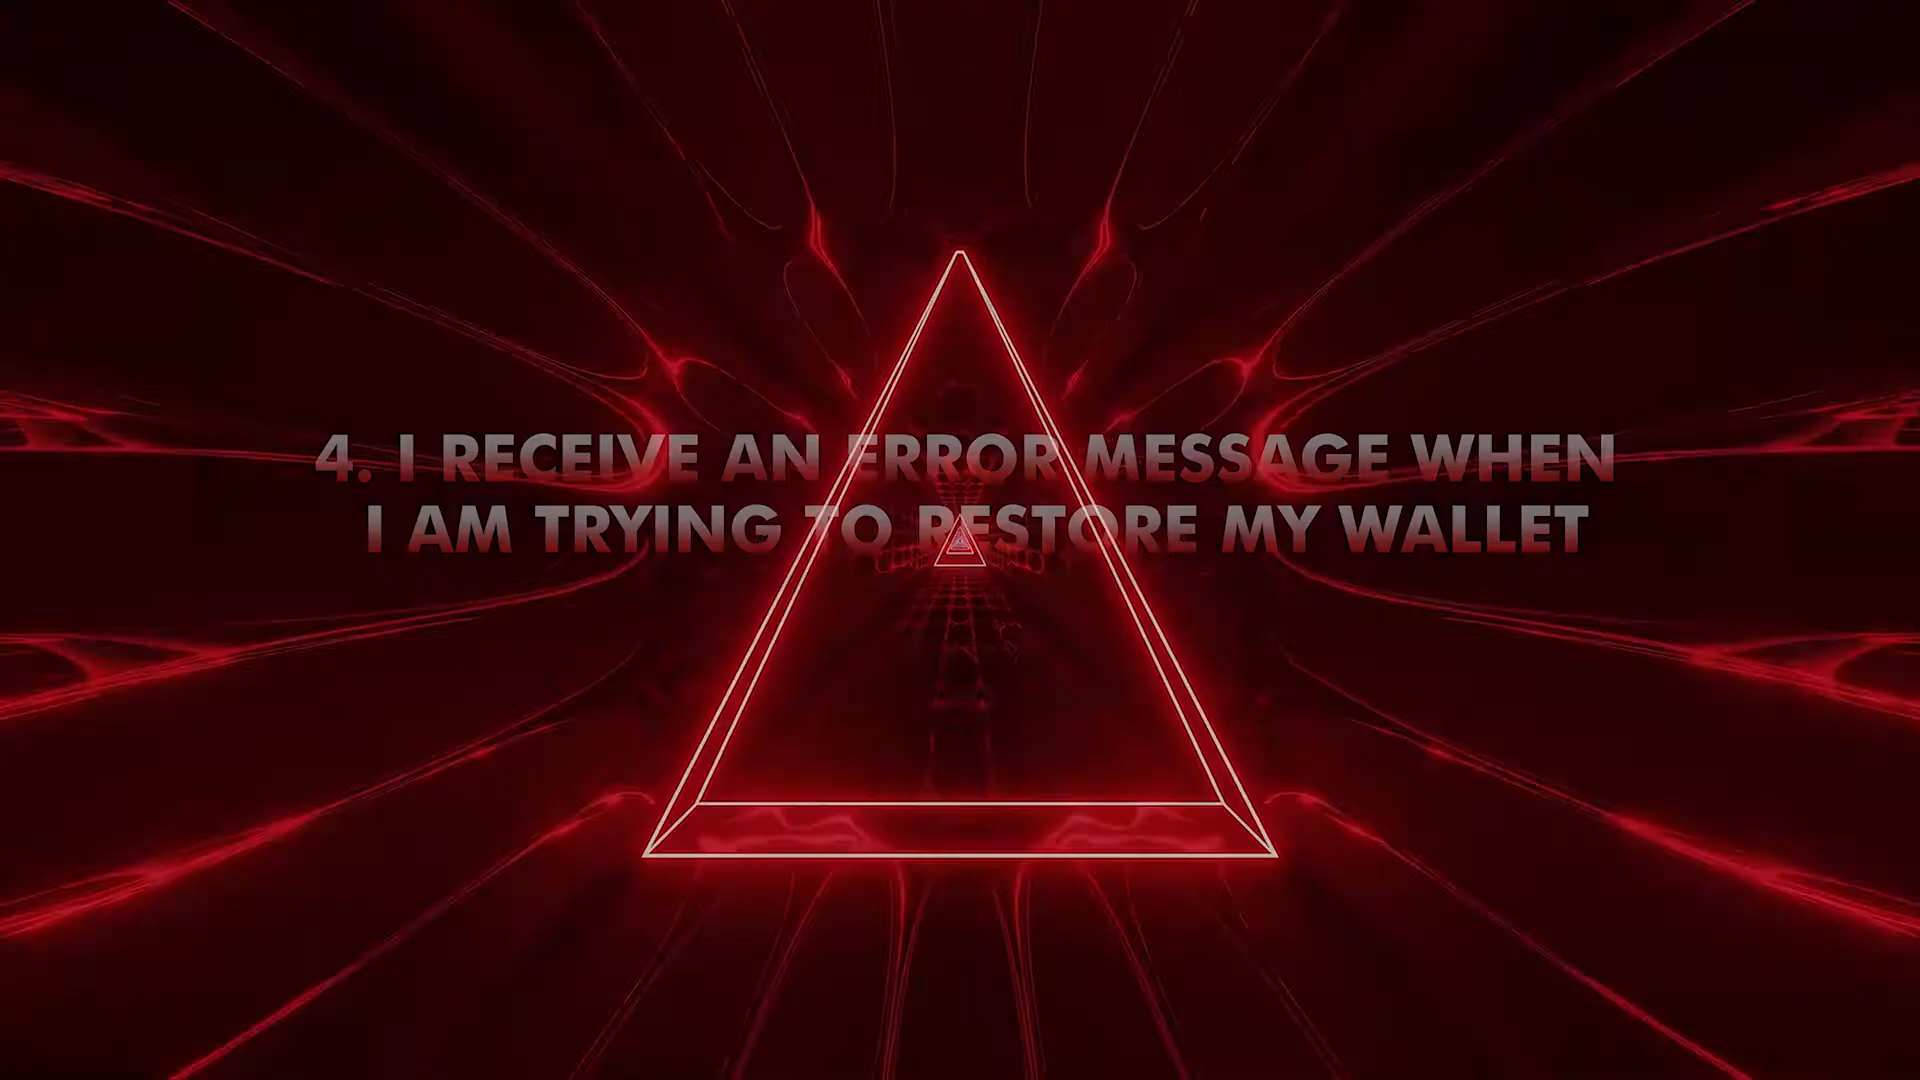 4. I RECEIVE AN ERROR MESSAGE WHEN
I AM TRYING TO RESTORE MY WALLET